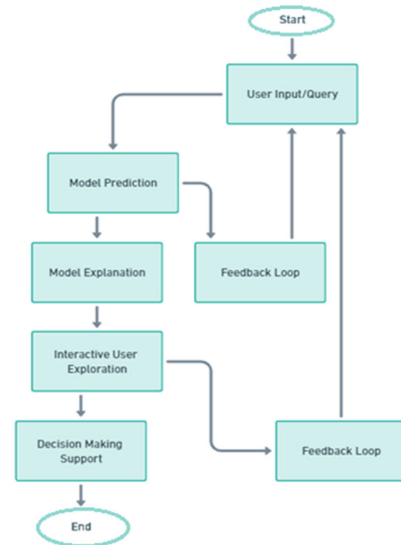 Start
User Input/Query
Model Prediction
Model Explanation
Feedback Loop
Interactive User
Exploration
Decision Making
Support
Feedback Loop
End